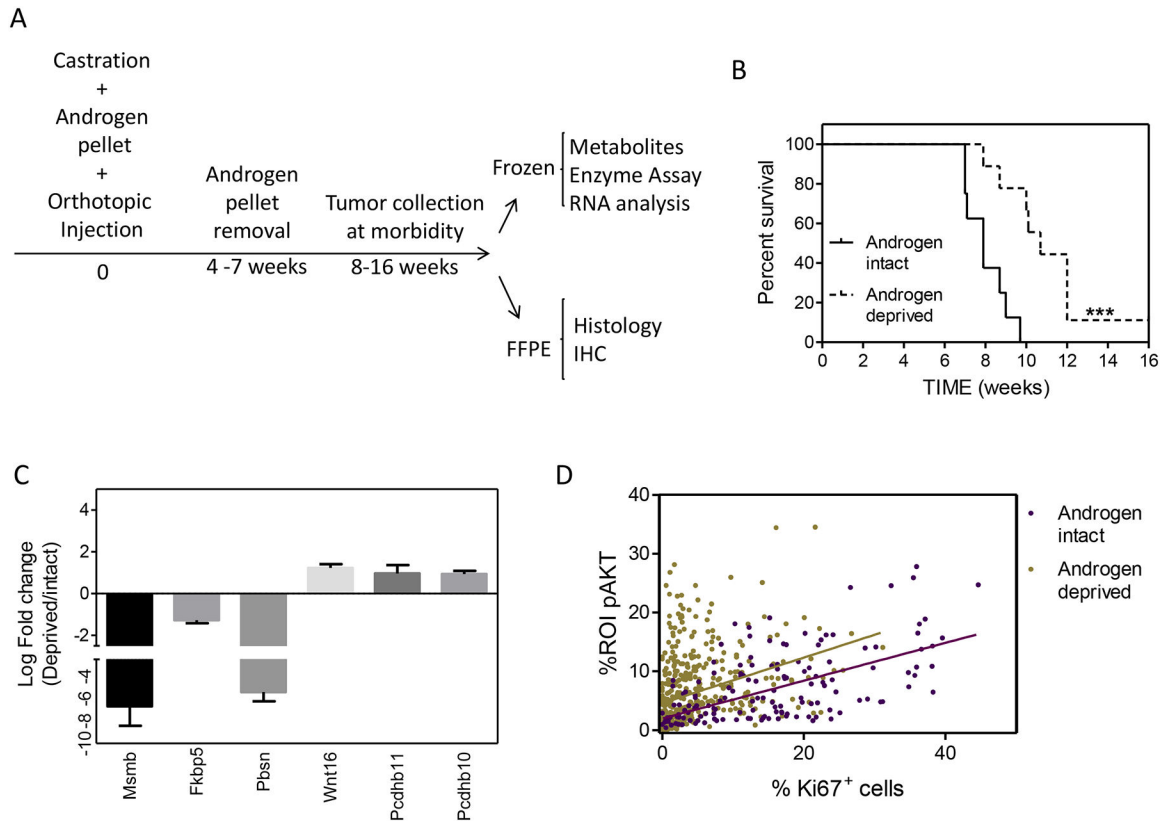 A
Castration
+
Androgen
pellet
+
Orthotopic
Injection
0
Androgen
pellet
removal
4 -7 weeks
Tumor collection
at morbidity
8-16 weeks
Frozen
Metabolites
Enzyme Assay
RNA analysis
FFPE
Histology
IHC
B
Percent survival
100
80
60
40
20
0
Androgen
intact
Androgen
deprived
***
0 2 4 6 8 10 12 14 16
TIME (weeks)
C
Log Fold change
(Deprived/intact)
4
2
0
-2
-4
-6
-8
-10
Msmb
Fkbp5
Pbsn
Wnt16
Pcdhb11
Pcdhb10
D
%ROI pAKT
40
30
20
10
0
0 20 40
% Ki67+ cells
Androgen
intact
Androgen
deprived